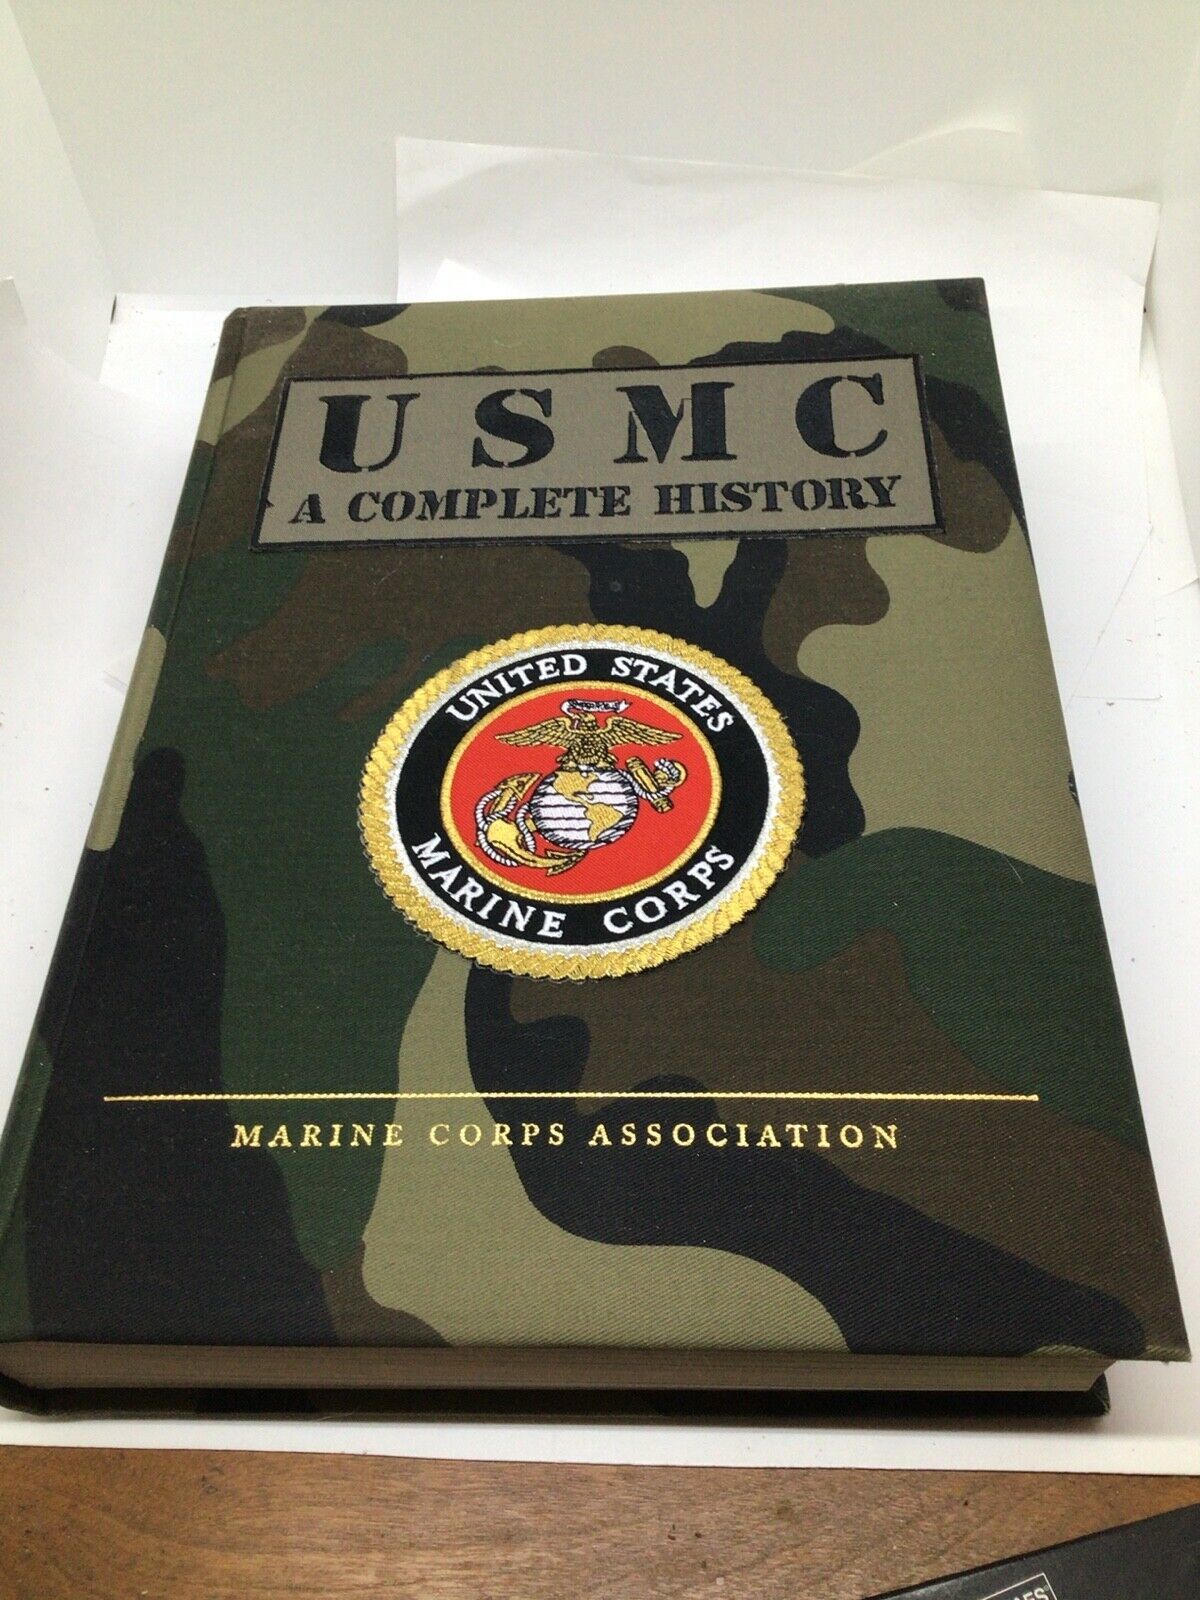 USMC
A COMPLETE HISTORY
UNITED STATES
MARINE CORPS
MARINE CORPS ASSOCIATION